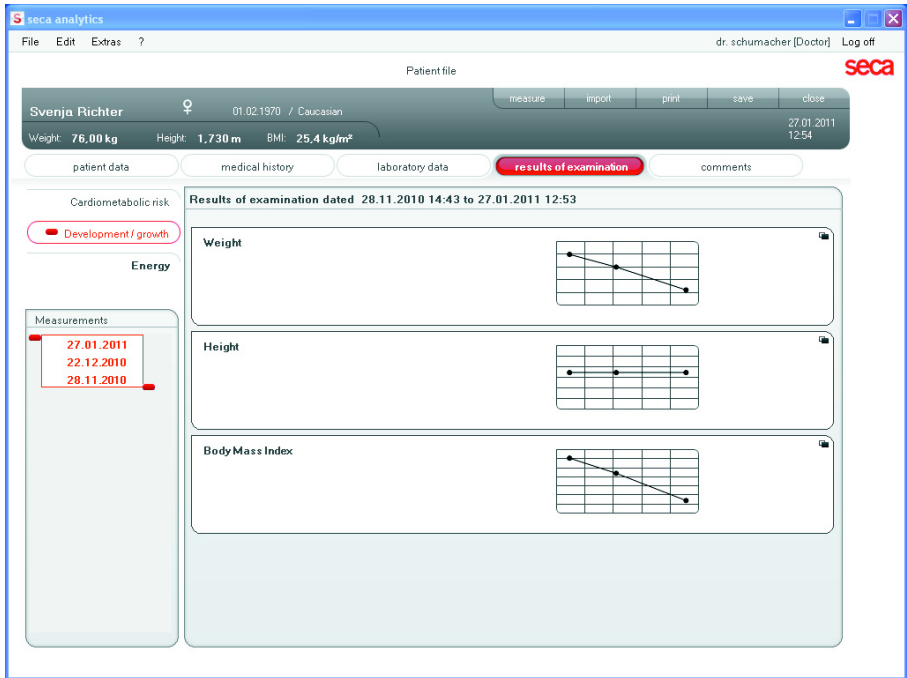 S seca analytics
File Edit Extras ? dr. schumacher [Doctor] Log off
Patient file
seca
measure import print save close
Svenja Richter ♀ 01.02.1970 / Caucasian
27.01.2011
12:54
Weight: 76,00 kg Height: 1,730 m BMI: 25,4 kg/m²
patient data medical history laboratory data results of examination comments
Cardiometabolic risk
Development / growth
Energy
Measurements
27.01.2011
22.12.2010
28.11.2010
Results of examination dated 28.11.2010 14:43 to 27.01.2011 12:53
Weight
Height
Body Mass Index